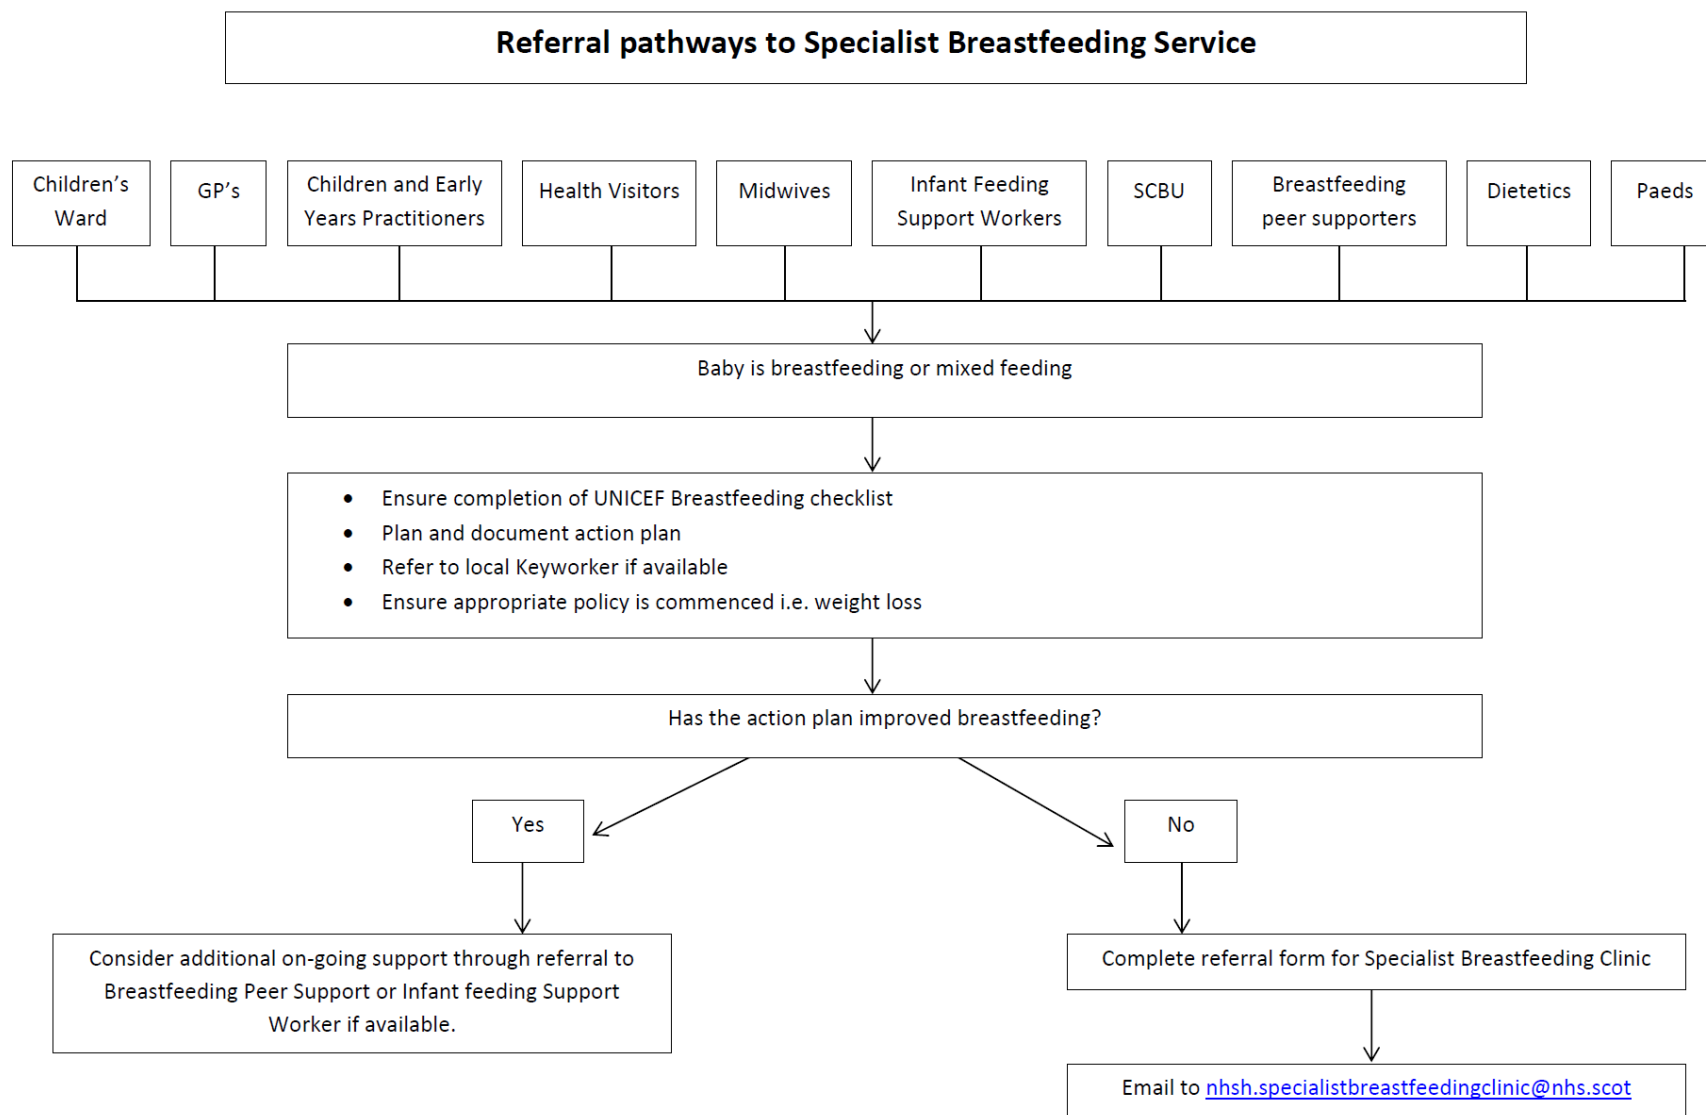 Referral pathways to Specialist Breastfeeding Service
Children’s
Ward
GP’s
Children and Early
Years Practitioners
Health Visitors
Midwives
Infant Feeding
Support Workers
SCBU
Breastfeeding
peer supporters
Dietetics
Paeds
Baby is breastfeeding or mixed feeding
• Ensure completion of UNICEF Breastfeeding checklist
• Plan and document action plan
• Refer to local Keyworker if available
• Ensure appropriate policy is commenced i.e. weight loss
Has the action plan improved breastfeeding?
Yes
No
Consider additional on-going support through referral to
Breastfeeding Peer Support or Infant feeding Support
Worker if available.
Complete referral form for Specialist Breastfeeding Clinic
Email to nhsh.specialistbreastfeedingclinic@nhs.scot